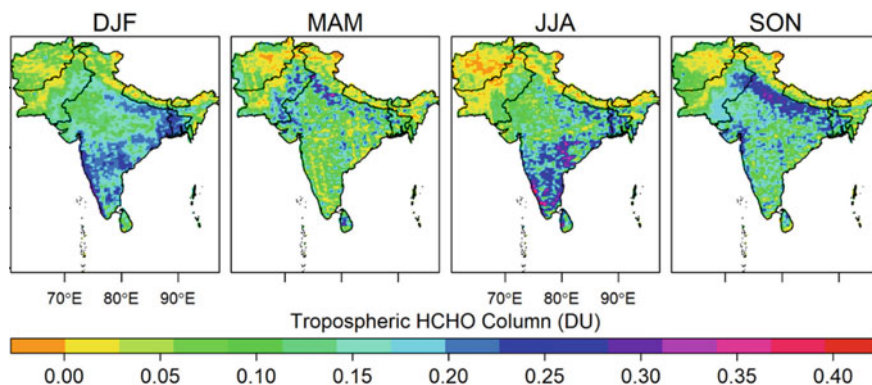 DJF MAM JJA SON
70°E 80°E 90°E 70°E 80°E 90°E
Tropospheric HCHO Column (DU)
0.00 0.05 0.10 0.15 0.20 0.25 0.30 0.35 0.40